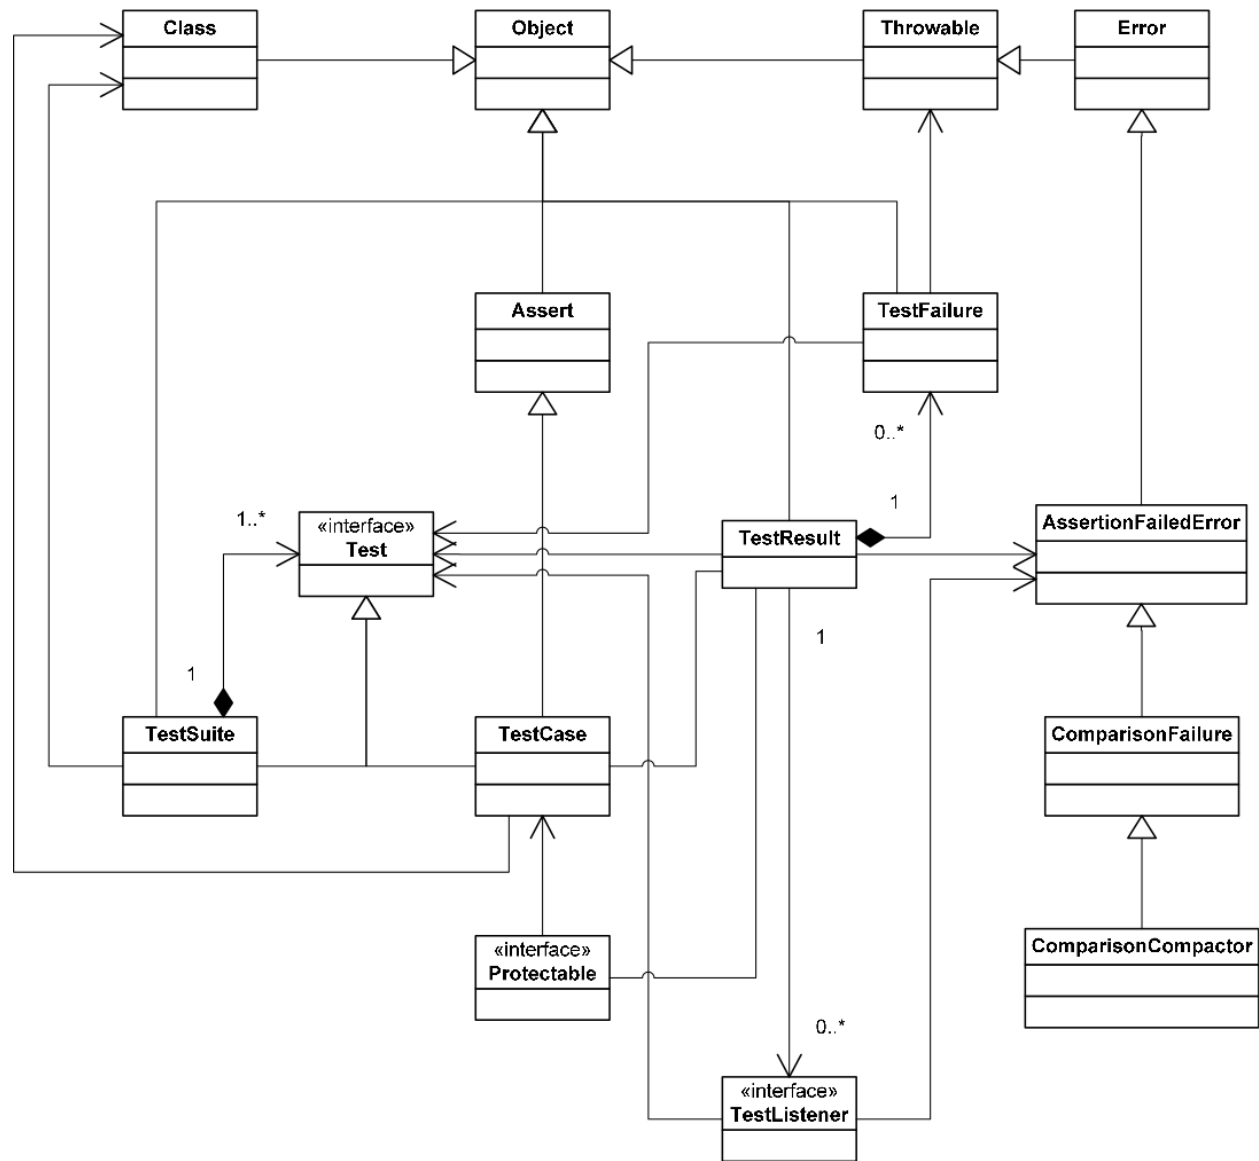 Class
Object
Throwable
Error
Assert
TestFailure
0..*
1
1..*
«interface»
Test
TestResult
AssertionFailedError
1
1
TestSuite
TestCase
ComparisonFailure
«interface»
Protectable
ComparisonCompactor
0..*
«interface»
TestListener